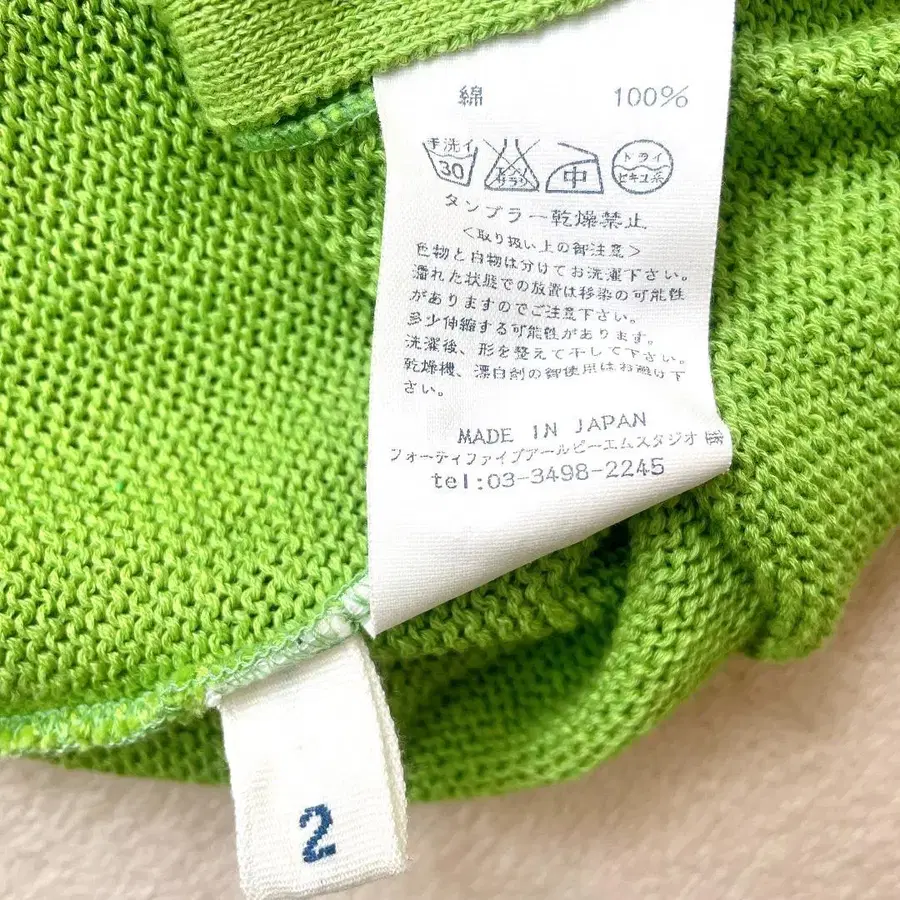 綿 100%
手洗イ
30
エンソサラシ
中
ドライ
セキユ系
タンブラー乾燥禁止
<取り扱い上の御注意>
色物と白物は分けてお洗濯下さい。
濡れた状態での放置は移染の可能性
がありますのでご注意下さい。
多少伸縮する可能性があります。
洗濯後、形を整えて干して下さい。
乾燥機、漂白剤の御使用はお避け下
さい。
MADE IN JAPAN
フォーティファイブアールピーエムスタジオ㈱
tel:03-3498-2245
2